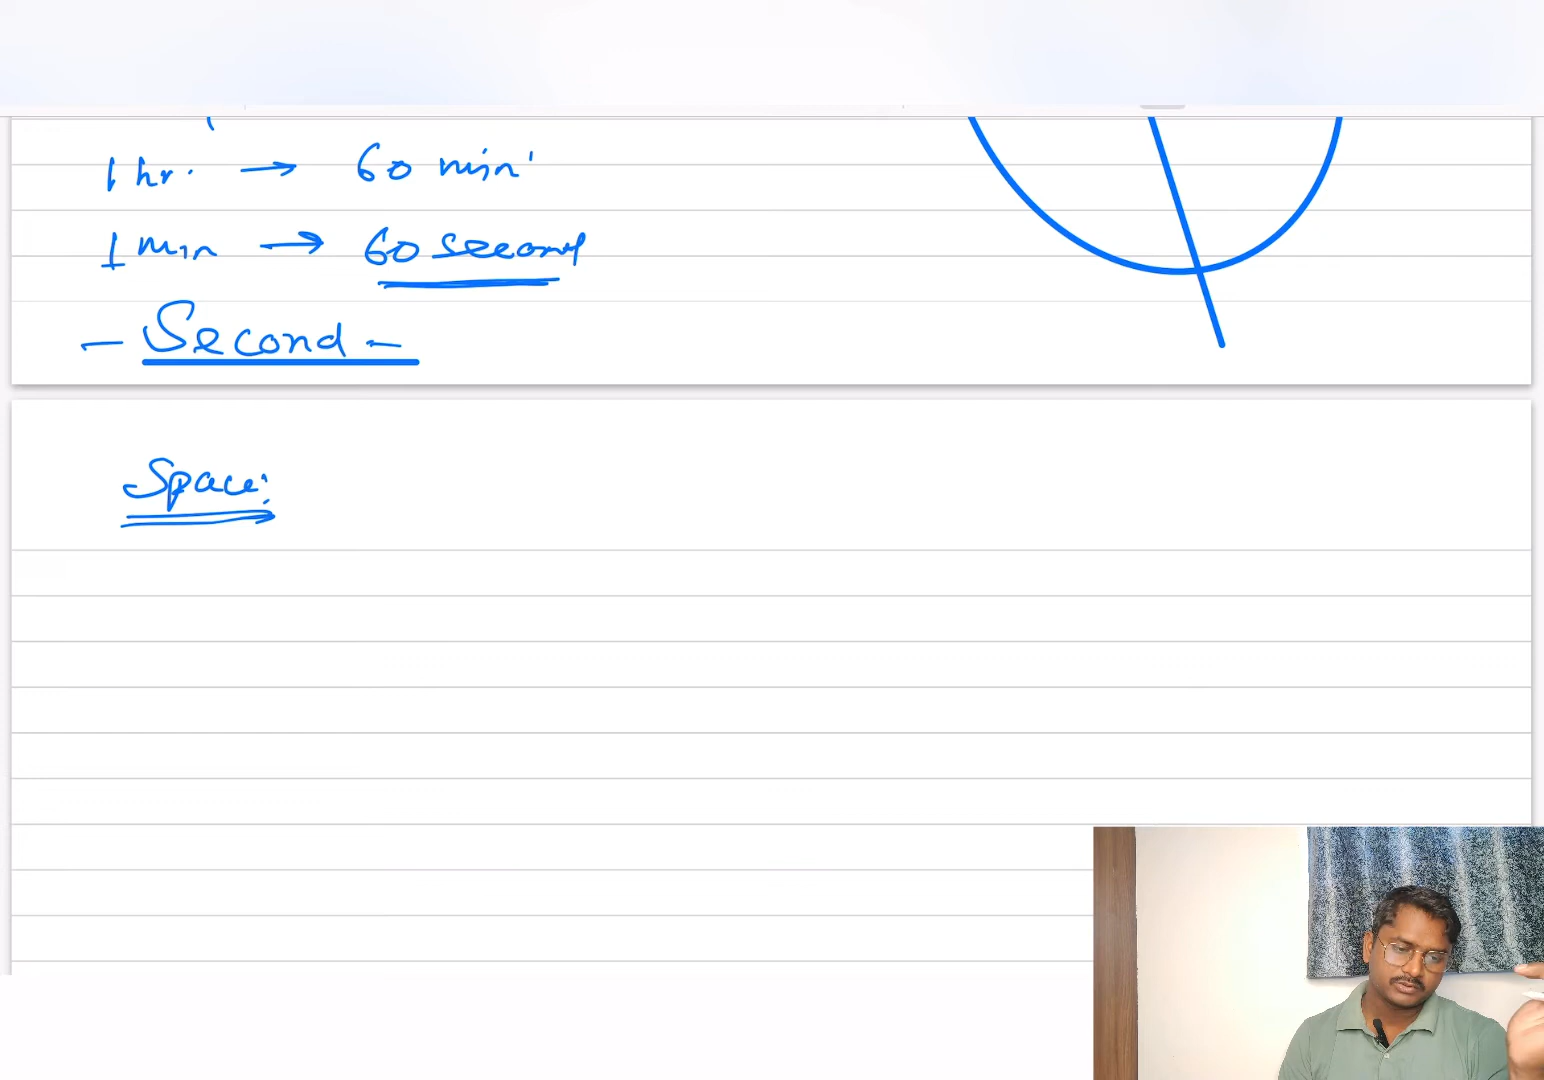 1 hr. → 60 min
1 min → 60 second
- Second -
Space: